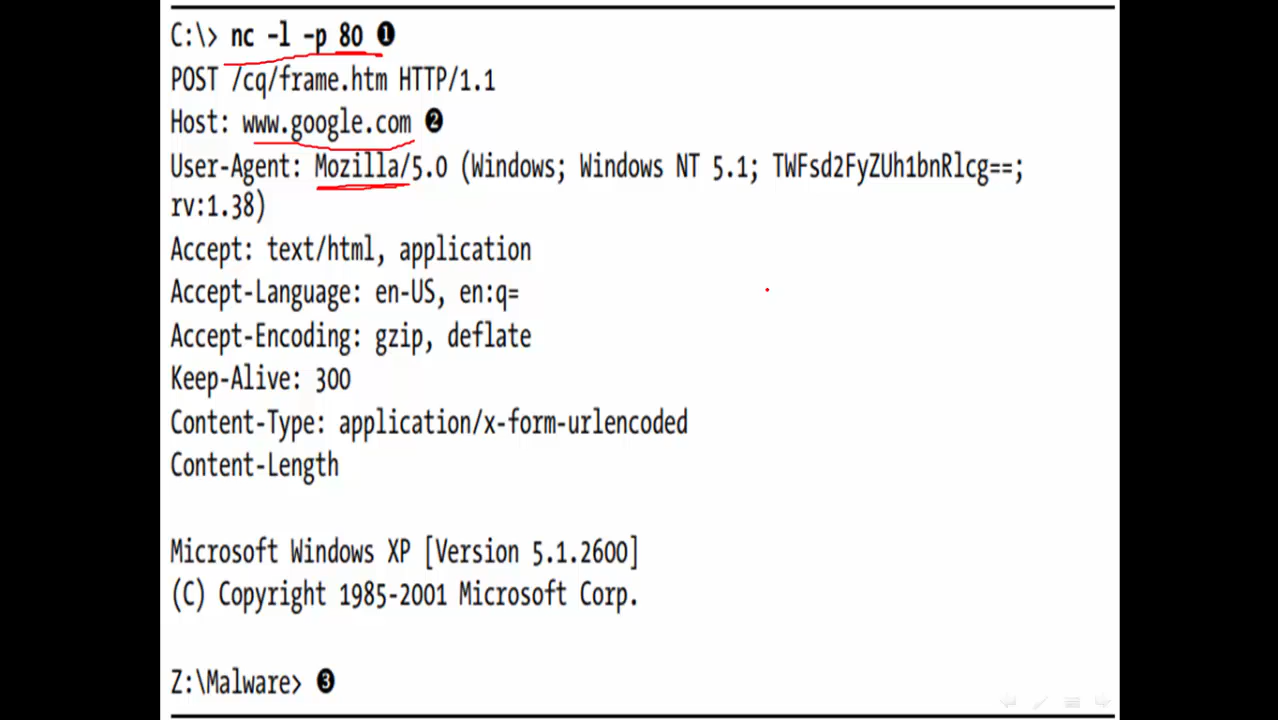 C:\> nc –l –p 80 ❶
POST /cq/frame.htm HTTP/1.1
Host: www.google.com ❷
User-Agent: Mozilla/5.0 (Windows; Windows NT 5.1; TWFsd2FyZUh1bnRlcg==;
rv:1.38)
Accept: text/html, application
Accept-Language: en-US, en:q=
Accept-Encoding: gzip, deflate
Keep-Alive: 300
Content-Type: application/x-form-urlencoded
Content-Length
Microsoft Windows XP [Version 5.1.2600]
(C) Copyright 1985-2001 Microsoft Corp.
Z:\Malware> ❸